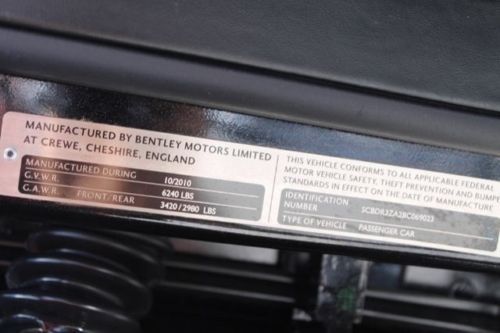 MANUFACTURED BY BENTLEY MOTORS LIMITED
AT CREWE, CHESHIRE, ENGLAND
MANUFACTURED DURING 10/2010
G.V.W.R. 6240 LBS
G.A.W.R. FRONT/REAR 3420/2980 LBS
THIS VEHICLE CONFORMS TO ALL APPLICABLE FEDERAL
MOTOR VEHICLE SAFETY, THEFT PREVENTION AND BUMPE
STANDARDS IN EFFECT ON THE DATE OF MANUFACTURE
IDENTIFICATION
NUMBER
TYPE OF VEHICLE PASSENGER CAR